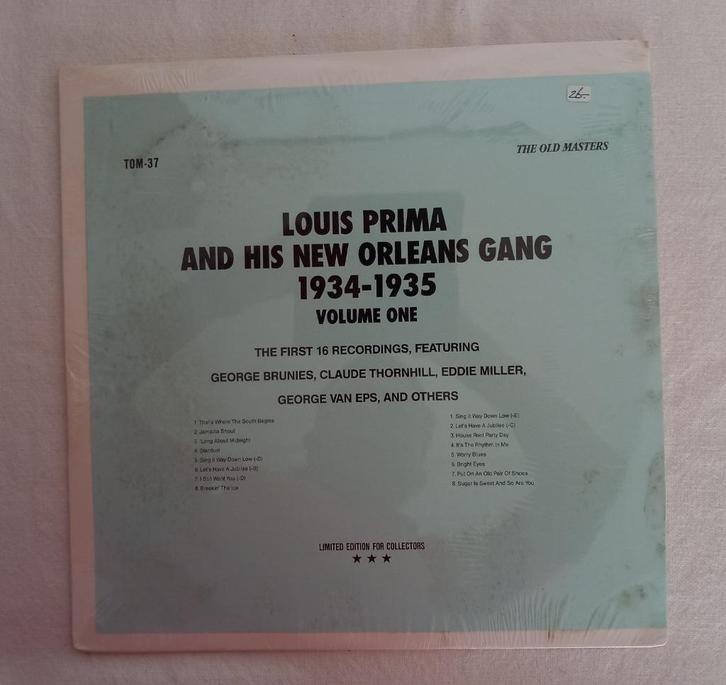 26.-
TOM-37
THE OLD MASTERS
LOUIS PRIMA
AND HIS NEW ORLEANS GANG
1934-1935
VOLUME ONE
THE FIRST 16 RECORDINGS, FEATURING
GEORGE BRUNIES, CLAUDE THORNHILL, EDDIE MILLER,
GEORGE VAN EPS, AND OTHERS
1. That's Where The South Begins
2. Jamaica Shout
3. 'Long About Midnight
4. Stardust
5. Sing It Way Down Low (-D)
6. Let's Have A Jubilee (-B)
7. I Still Want You (-D)
8. Breakin' The Ice
1. Sing It Way Down Low (-E)
2. Let's Have A Jubilee (-C)
3. House Rent Party Day
4. It's The Rhythm In Me
5. Worry Blues
6. Bright Eyes
7. Put On An Old Pair Of Shoes
8. Sugar Is Sweet And So Are You
LIMITED EDITION FOR COLLECTORS
★ ★ ★